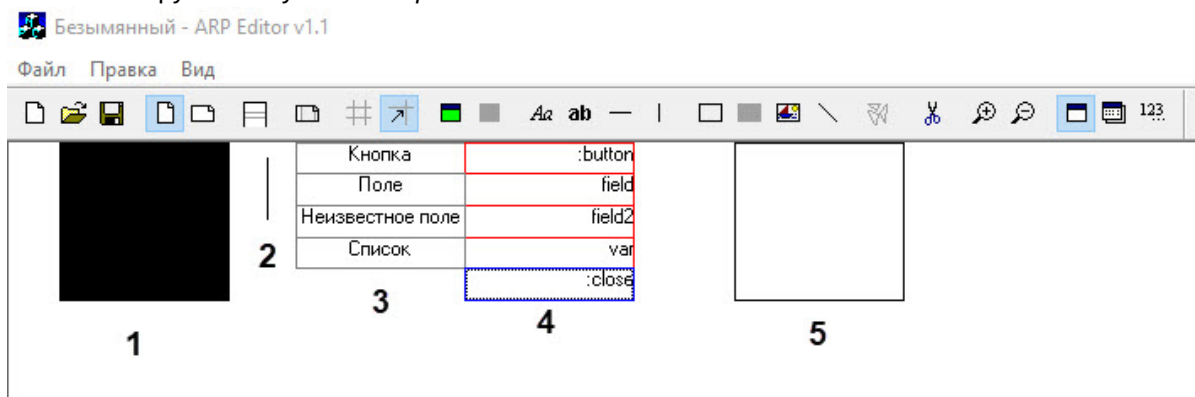 Безымянный - ARP Editor v1.1
Файл Правка Вид
Aa ab 123
Кнопка :button
Поле field
Неизвестное поле field2
Список var
:close
1 2 3 4 5